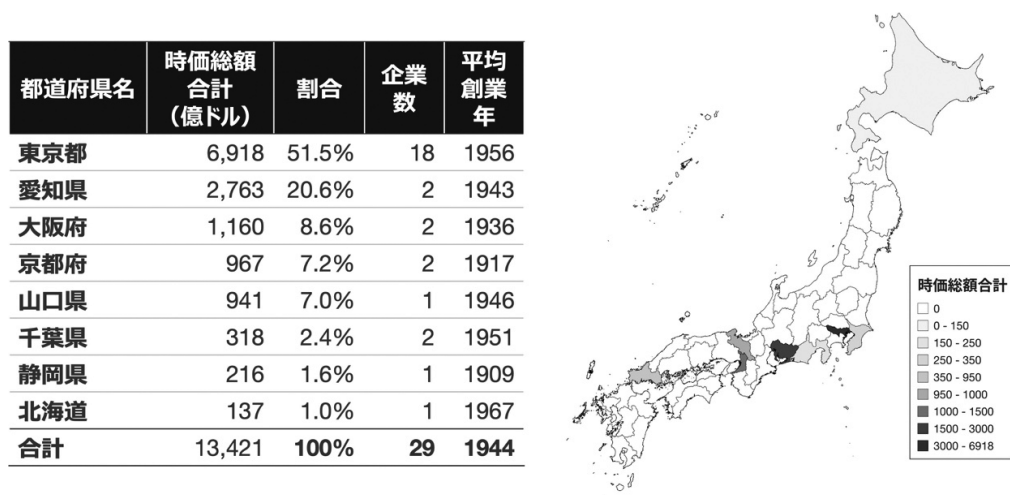 都道府県名 時価総額合計（億ドル） 割合 企業数 平均創業年
東京都 6,918 51.5% 18 1956
愛知県 2,763 20.6% 2 1943
大阪府 1,160 8.6% 2 1936
京都府 967 7.2% 2 1917
山口県 941 7.0% 1 1946
千葉県 318 2.4% 2 1951
静岡県 216 1.6% 1 1909
北海道 137 1.0% 1 1967
合計 13,421 100% 29 1944
時価総額合計
0
0 - 150
150 - 250
250 - 350
350 - 950
950 - 1000
1000 - 1500
1500 - 3000
3000 - 6918